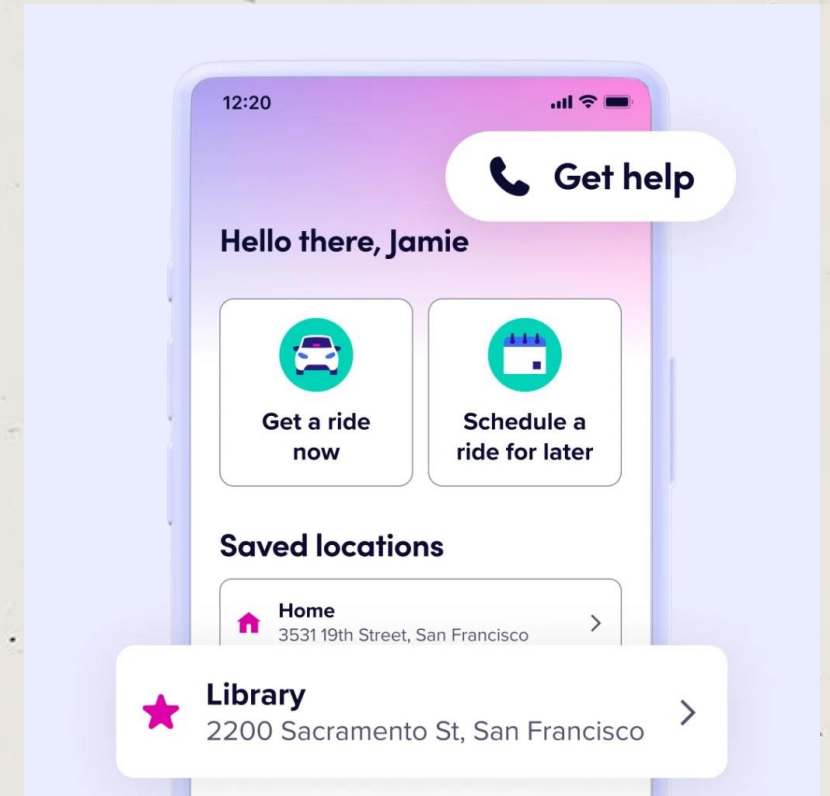 12:20
Get help
Hello there, Jamie
Get a ride
now
Schedule a
ride for later
Saved locations
Home
3531 19th Street, San Francisco
Library
2200 Sacramento St, San Francisco